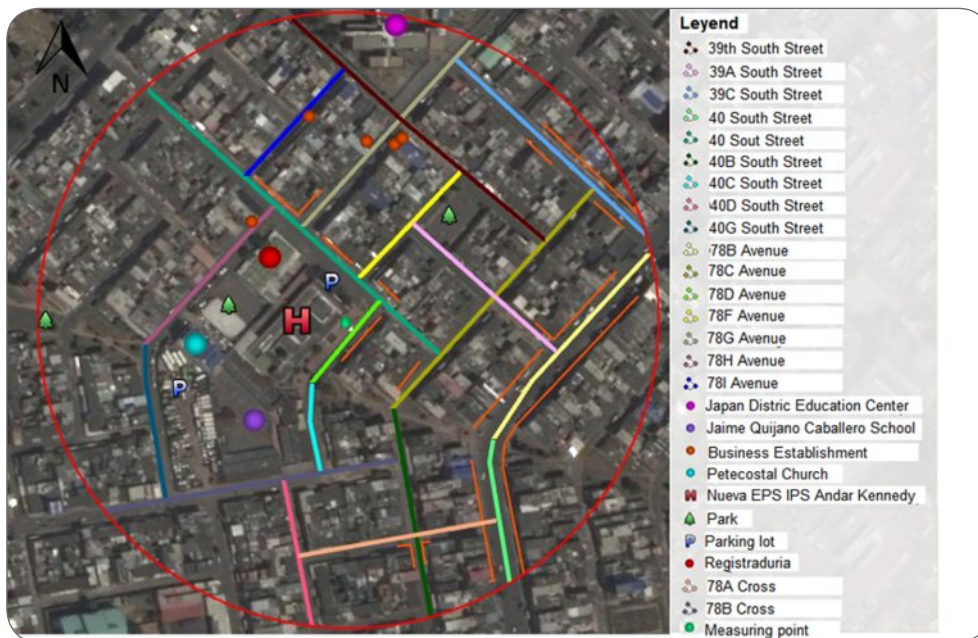 N
P
H
P
Leyend
39th South Street
39A South Street
39C South Street
40 South Street
40 Sout Street
40B South Street
40C South Street
40D South Street
40G South Street
78B Avenue
78C Avenue
78D Avenue
78F Avenue
78G Avenue
78H Avenue
78I Avenue
Japan Distric Education Center
Jaime Quijano Caballero School
Business Establishment
Petecostal Church
H Nueva EPS IPS Andar Kennedy
Park
P Parking lot
Registraduria
78A Cross
78B Cross
Measuring point